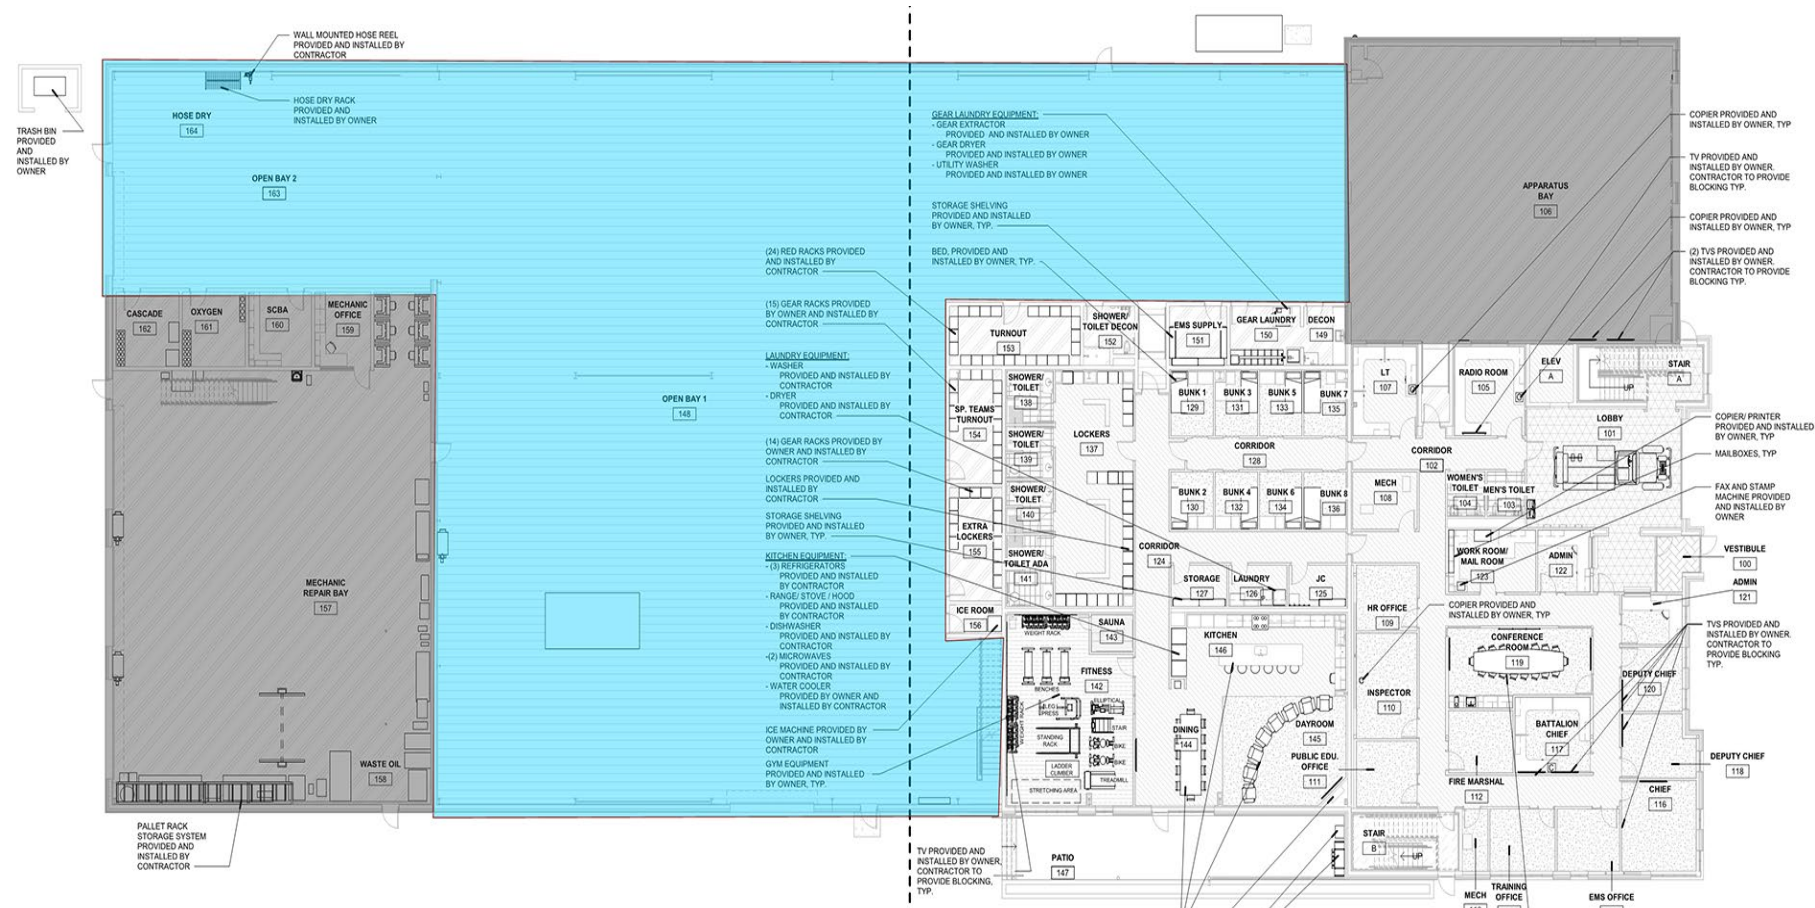 WALL MOUNTED HOSE REEL
PROVIDED AND INSTALLED BY
CONTRACTOR
HOSE DRY RACK
PROVIDED AND
INSTALLED BY OWNER
TRASH BIN
PROVIDED
AND
INSTALLED BY
OWNER
HOSE DRY
164
OPEN BAY 2
163
GEAR LAUNDRY EQUIPMENT:
- GEAR EXTRACTOR
PROVIDED AND INSTALLED BY OWNER
- GEAR DRYER
PROVIDED AND INSTALLED BY OWNER
- UTILITY WASHER
PROVIDED AND INSTALLED BY OWNER
STORAGE SHELVING
PROVIDED AND INSTALLED
BY OWNER, TYP.
BED, PROVIDED AND
INSTALLED BY OWNER, TYP.
(24) RED RACKS PROVIDED
AND INSTALLED BY
CONTRACTOR
(15) GEAR RACKS PROVIDED
BY OWNER AND INSTALLED BY
CONTRACTOR
LAUNDRY EQUIPMENT:
- WASHER
PROVIDED AND INSTALLED BY
CONTRACTOR
- DRYER
PROVIDED AND INSTALLED BY
CONTRACTOR
(14) GEAR RACKS PROVIDED BY
OWNER AND INSTALLED BY
CONTRACTOR
LOCKERS PROVIDED AND
INSTALLED BY
CONTRACTOR
STORAGE SHELVING
PROVIDED AND INSTALLED
BY OWNER, TYP.
KITCHEN EQUIPMENT:
- (3) REFRIGERATORS
PROVIDED AND INSTALLED
BY CONTRACTOR
- RANGE/ STOVE / HOOD
PROVIDED AND INSTALLED
BY CONTRACTOR
- DISHWASHER
PROVIDED AND INSTALLED BY
CONTRACTOR
-(2) MICROWAVES
PROVIDED AND INSTALLED BY
CONTRACTOR
- WATER COOLER
PROVIDED BY OWNER AND
INSTALLED BY CONTRACTOR
ICE MACHINE PROVIDED BY
OWNER AND INSTALLED BY
CONTRACTOR
GYM EQUIPMENT
PROVIDED AND INSTALLED
BY OWNER, TYP.
CASCADE
162
OXYGEN
161
SCBA
160
MECHANIC
OFFICE
159
OPEN BAY 1
148
MECHANIC
REPAIR BAY
157
WASTE OIL
158
PALLET RACK
STORAGE SYSTEM
PROVIDED AND
INSTALLED BY
CONTRACTOR
TURNOUT
153
SHOWER/
TOILET DECON
152
EMS SUPPLY
151
GEAR LAUNDRY
150
DECON
149
SP. TEAMS
TURNOUT
154
SHOWER/
TOILET
138
SHOWER/
TOILET
139
SHOWER/
TOILET
140
SHOWER/
TOILET ADA
141
LOCKERS
137
EXTRA
LOCKERS
155
ICE ROOM
156
BUNK 1
129
BUNK 3
131
BUNK 5
133
BUNK 7
135
CORRIDOR
128
BUNK 2
130
BUNK 4
132
BUNK 6
134
BUNK 8
136
CORRIDOR
124
STORAGE
127
LAUNDRY
126
JC
125
WEIGHT RACK
SAUNA
143
FITNESS
142
BENCHES
LEG
PRESS
ELLIPTICAL
STAIR
WEIGHT RACK
STANDING
RACK
BIKE
LADDER
CLIMBER
BIKE
TREADMILL
STRETCHING AREA
KITCHEN
146
DINING
144
DAYROOM
145
PUBLIC EDU.
OFFICE
111
TV PROVIDED AND
INSTALLED BY OWNER,
CONTRACTOR TO
PROVIDE BLOCKING,
TYP.
PATIO
147
APPARATUS
BAY
106
COPIER PROVIDED AND
INSTALLED BY OWNER, TYP
TV PROVIDED AND
INSTALLED BY OWNER.
CONTRACTOR TO PROVIDE
BLOCKING TYP.
COPIER PROVIDED AND
INSTALLED BY OWNER, TYP
(2) TVS PROVIDED AND
INSTALLED BY OWNER.
CONTRACTOR TO PROVIDE
BLOCKING TYP.
LT
107
RADIO ROOM
105
ELEV
A
UP
STAIR
A
LOBBY
101
COPIER/ PRINTER
PROVIDED AND INSTALLED
BY OWNER, TYP
MAILBOXES, TYP
FAX AND STAMP
MACHINE PROVIDED
AND INSTALLED BY
OWNER
CORRIDOR
102
MECH
108
WOMEN'S
TOILET
104
MEN'S TOILET
103
WORK ROOM/
MAIL ROOM
123
ADMIN
122
VESTIBULE
100
ADMIN
121
HR OFFICE
109
COPIER PROVIDED AND
INSTALLED BY OWNER, TYP
CONFERENCE
ROOM
119
TVS PROVIDED AND
INSTALLED BY OWNER.
CONTRACTOR TO
PROVIDE BLOCKING
TYP.
DEPUTY CHIEF
120
INSPECTOR
110
BATTALION
CHIEF
117
DEPUTY CHIEF
118
FIRE MARSHAL
112
CHIEF
116
STAIR
B
UP
MECH
TRAINING
OFFICE
EMS OFFICE